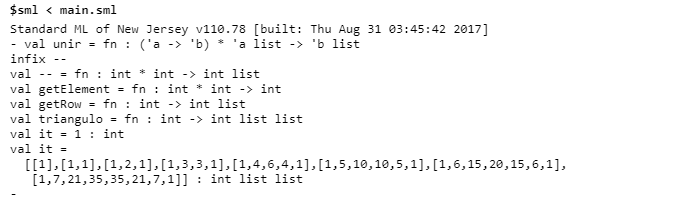 $sml < main.sml
Standard ML of New Jersey v110.78 [built: Thu Aug 31 03:45:42 2017]
- val unir = fn : ('a -> 'b) * 'a list -> 'b list
infix --
val -- = fn : int * int -> int list
val getElement = fn : int * int -> int
val getRow = fn : int -> int list
val triangulo = fn : int -> int list list
val it = 1 : int
val it =
  [[1],[1,1],[1,2,1],[1,3,3,1],[1,4,6,4,1],[1,5,10,10,5,1],[1,6,15,20,15,6,1],
   [1,7,21,35,35,21,7,1]] : int list list
-